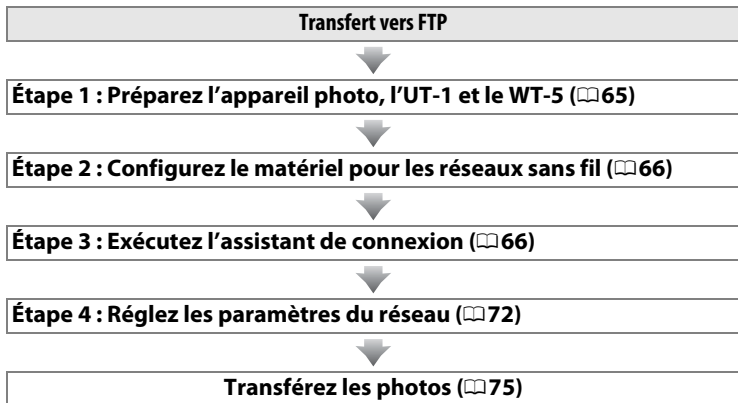 Transfert vers FTP
Étape 1 : Préparez l’appareil photo, l’UT-1 et le WT-5 (📖65)
Étape 2 : Configurez le matériel pour les réseaux sans fil (📖66)
Étape 3 : Exécutez l’assistant de connexion (📖66)
Étape 4 : Réglez les paramètres du réseau (📖72)
Transférez les photos (📖75)